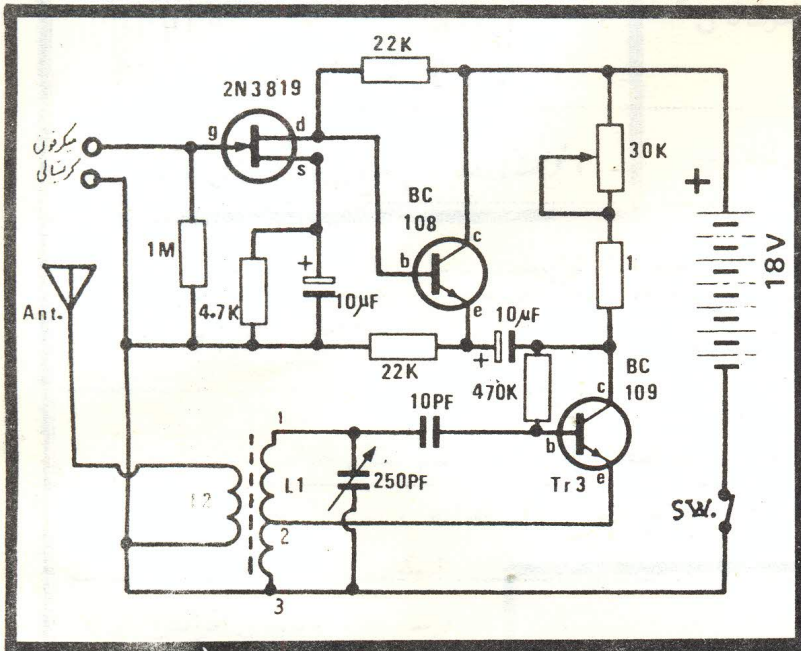 22K
2N3819
g
d
s
میکرفون
کریستالی
30K
+
BC
108
c
b
e
1M
4.7K
+
10µF
1
18V
Ant.
22K
+
10µF
470K
BC
109
c
b
e
Tr3
10PF
1
L2
L1
250PF
2
3
SW.